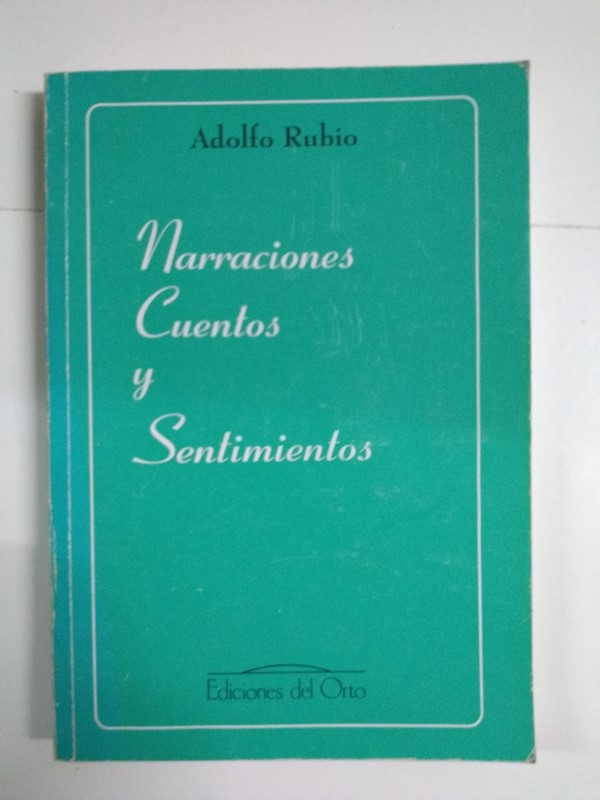 Adolfo Rubio
Narraciones
Cuentos
y
Sentimientos
Ediciones del Orto